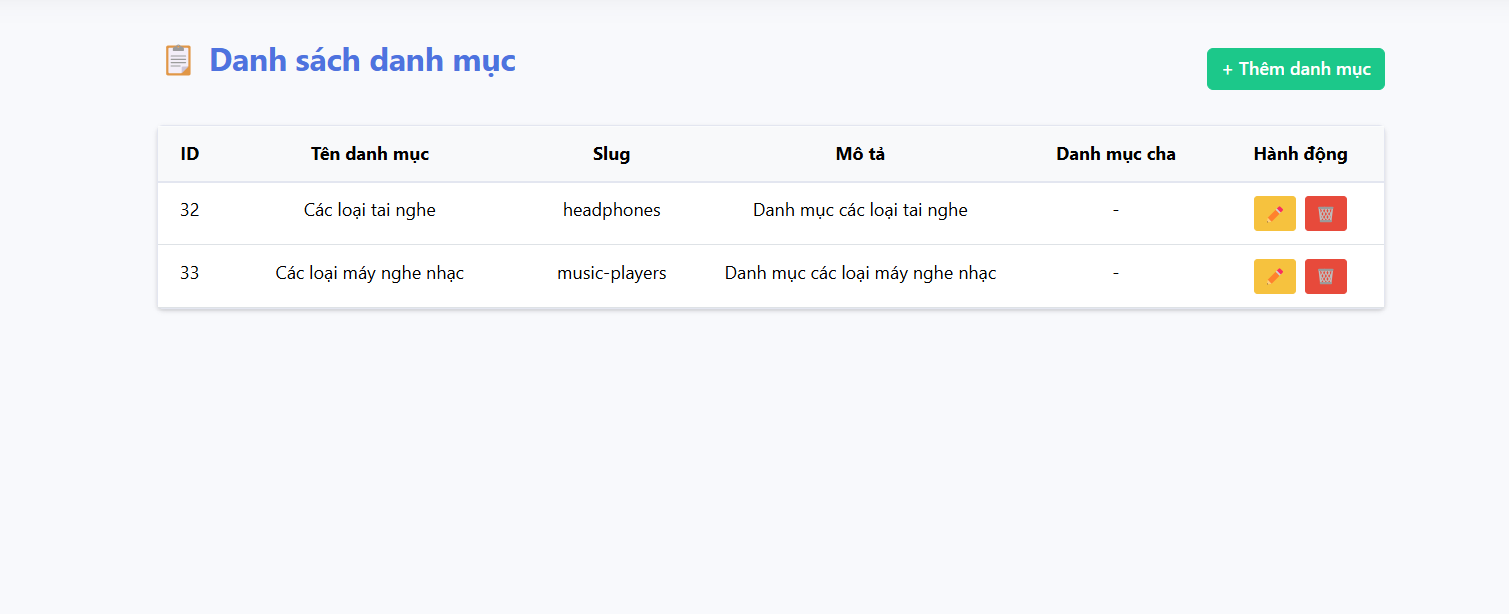 Danh sách danh mục
+ Thêm danh mục
ID Tên danh mục Slug Mô tả Danh mục cha Hành động
32 Các loại tai nghe headphones Danh mục các loại tai nghe -
33 Các loại máy nghe nhạc music-players Danh mục các loại máy nghe nhạc -